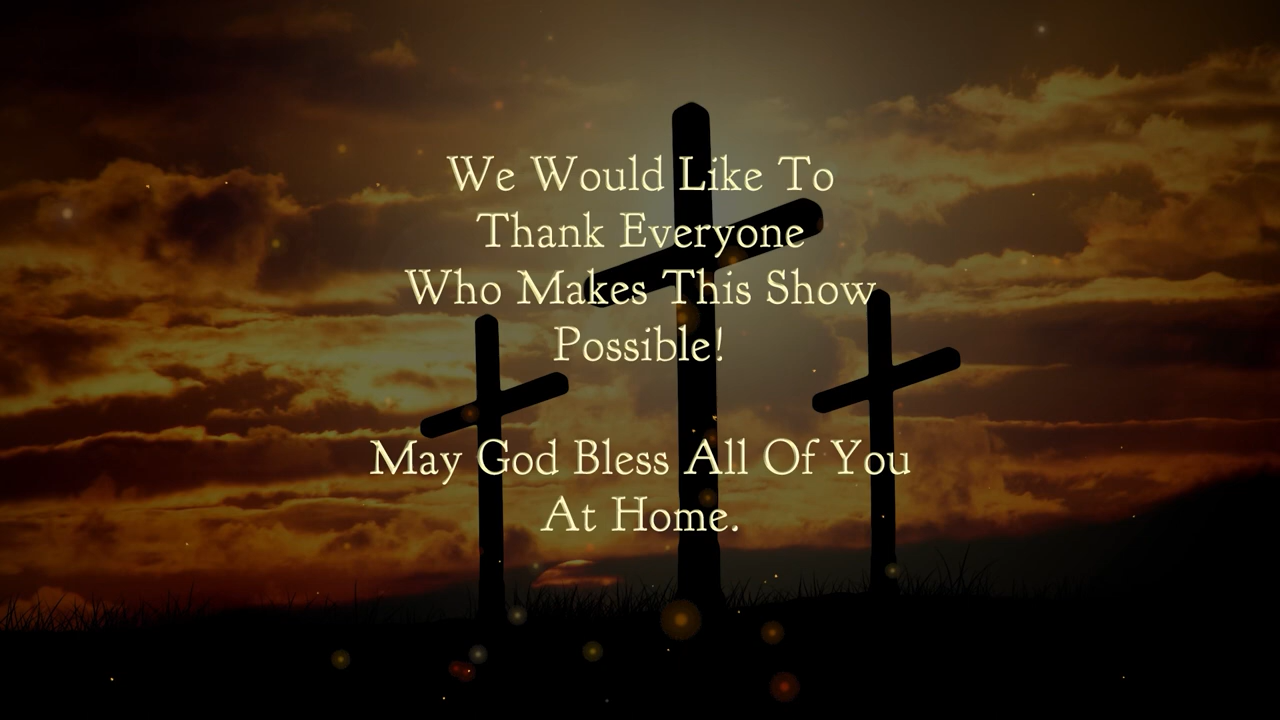 We Would Like To
Thank Everyone
Who Makes This Show
Possible!
May God Bless All Of You
At Home.